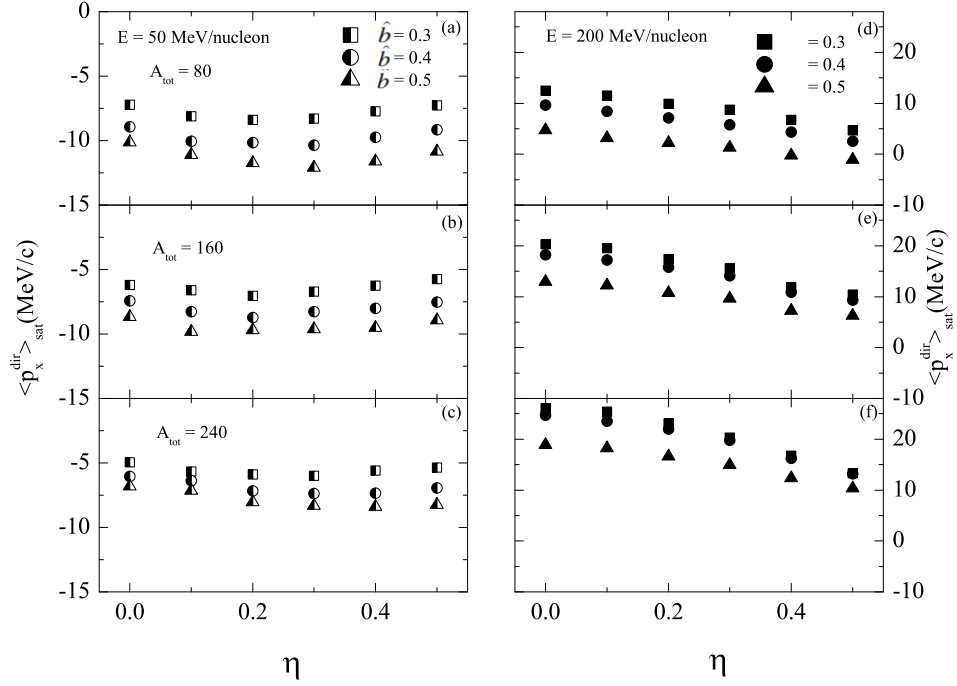 (a)
E = 50 MeV/nucleon
A_tot = 80
b̂ = 0.3
b̂ = 0.4
b̂ = 0.5
0
−5
−10
−15
(b)
A_tot = 160
−5
−10
−15
(c)
A_tot = 240
−5
−10
−15
0.0 0.2 0.4
η
<p_x^dir>_sat (MeV/c)
(d)
E = 200 MeV/nucleon
= 0.3
= 0.4
= 0.5
20
10
0
-10
(e)
20
10
0
-10
(f)
20
10
0
-10
0.0 0.2 0.4
η
<p_x^dir>_sat (MeV/c)